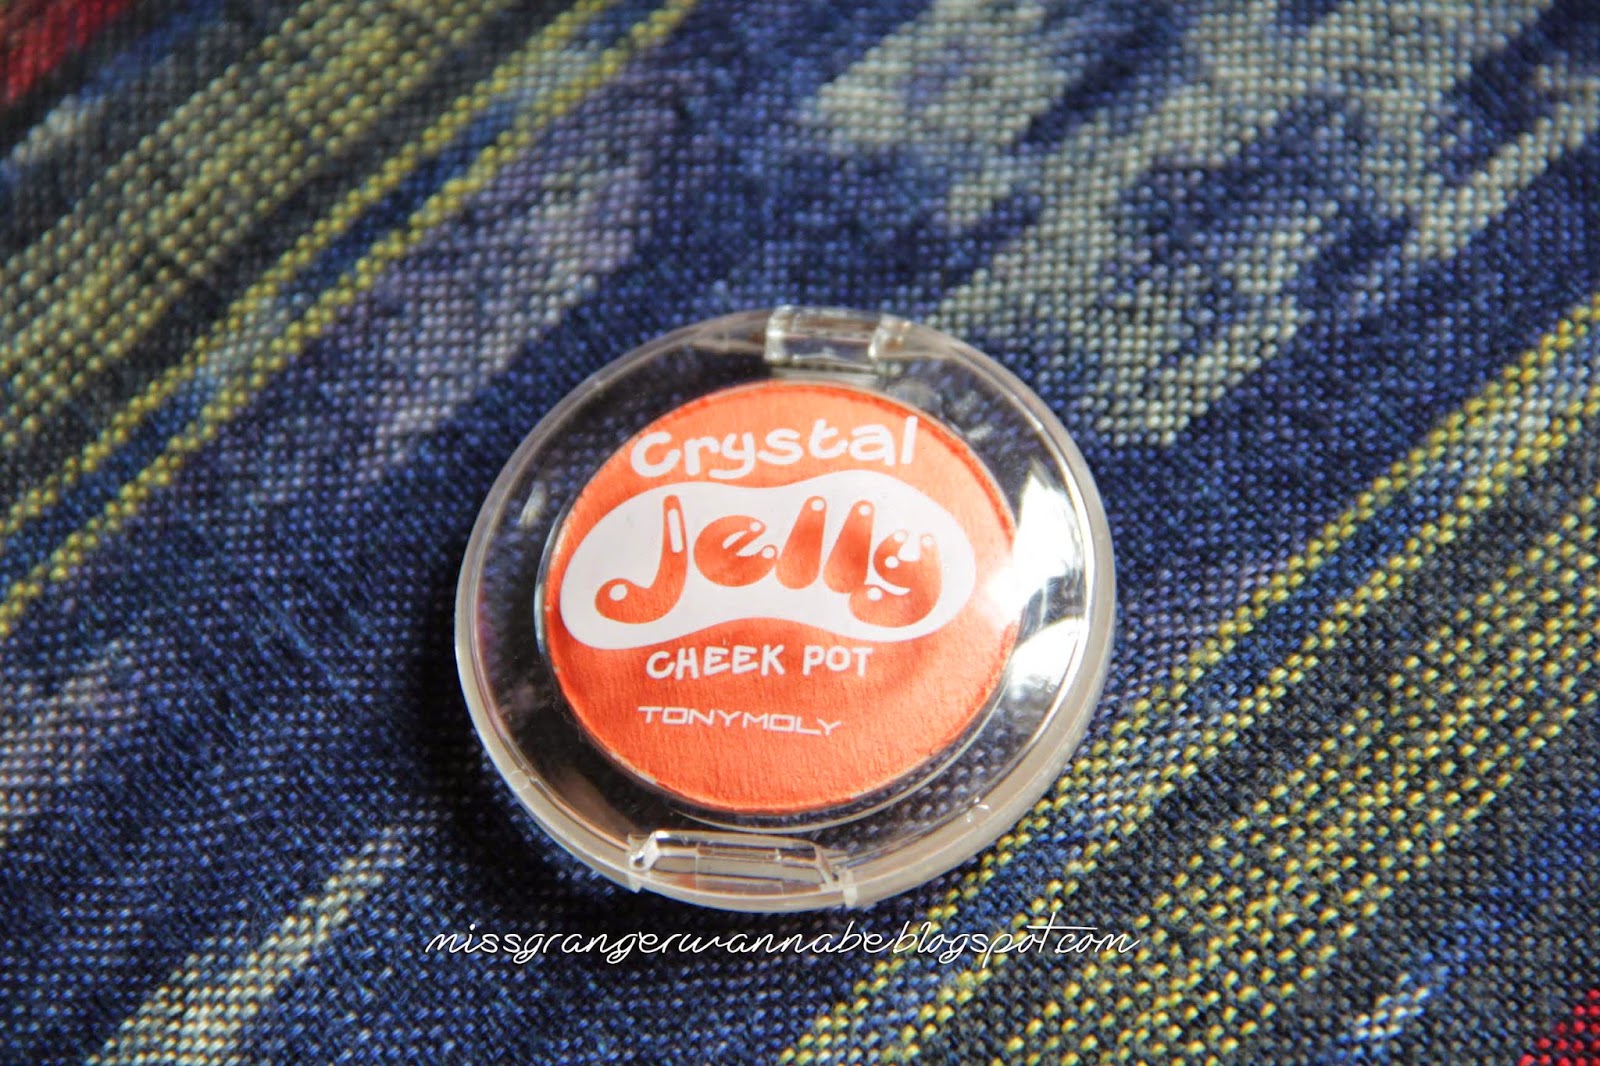 Crystal
Jelly
CHEEK POT
TONYMOLY
missgrangerwannabe.blogspot.com